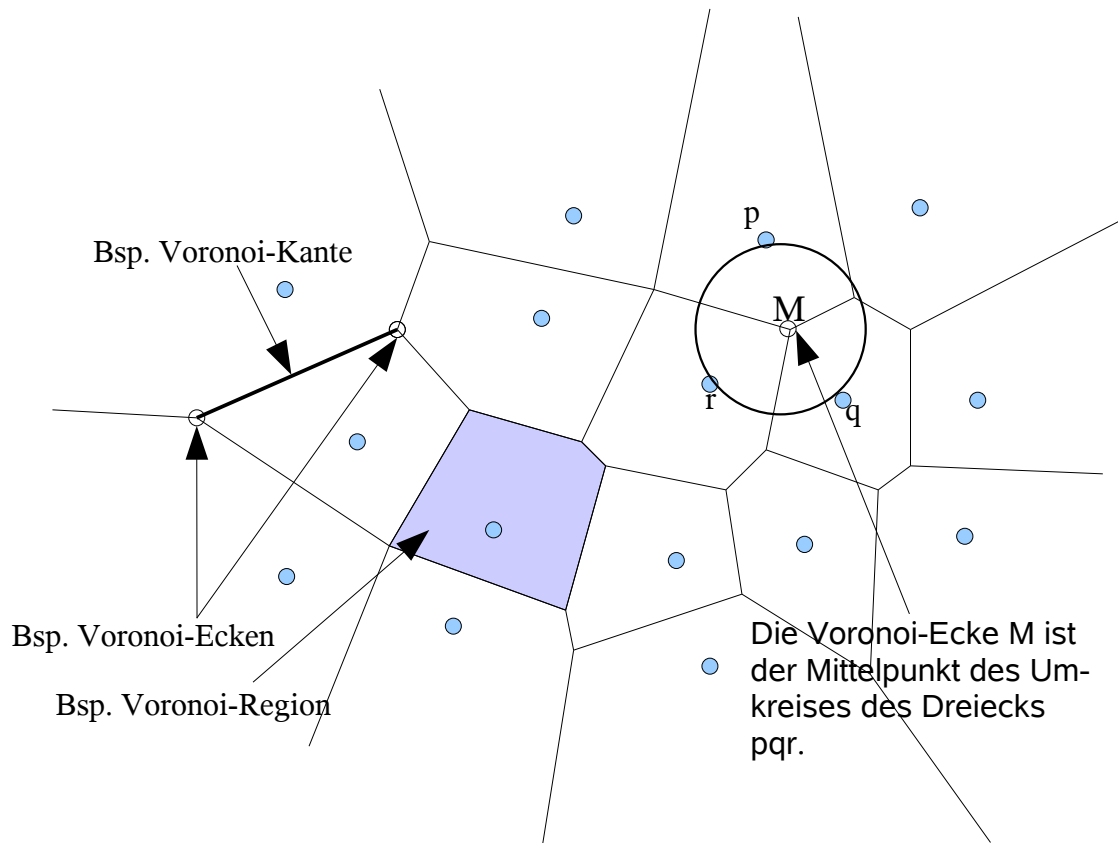 p
Bsp. Voronoi-Kante
M
r
q
Bsp. Voronoi-Ecken
Bsp. Voronoi-Region
Die Voronoi-Ecke M ist
der Mittelpunkt des Um-
kreises des Dreiecks
pqr.